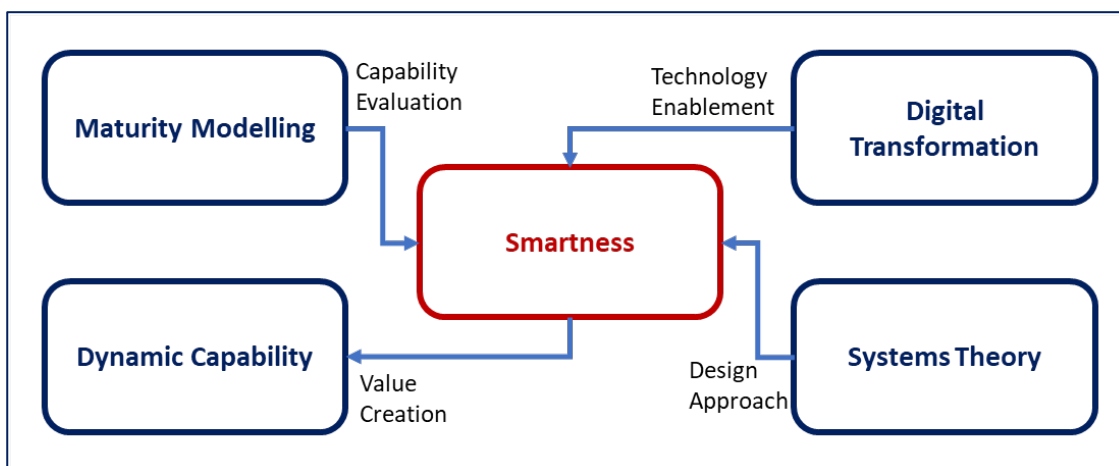 Maturity Modelling
Capability
Evaluation
Technology
Enablement
Digital
Transformation
Smartness
Dynamic Capability
Value
Creation
Design
Approach
Systems Theory